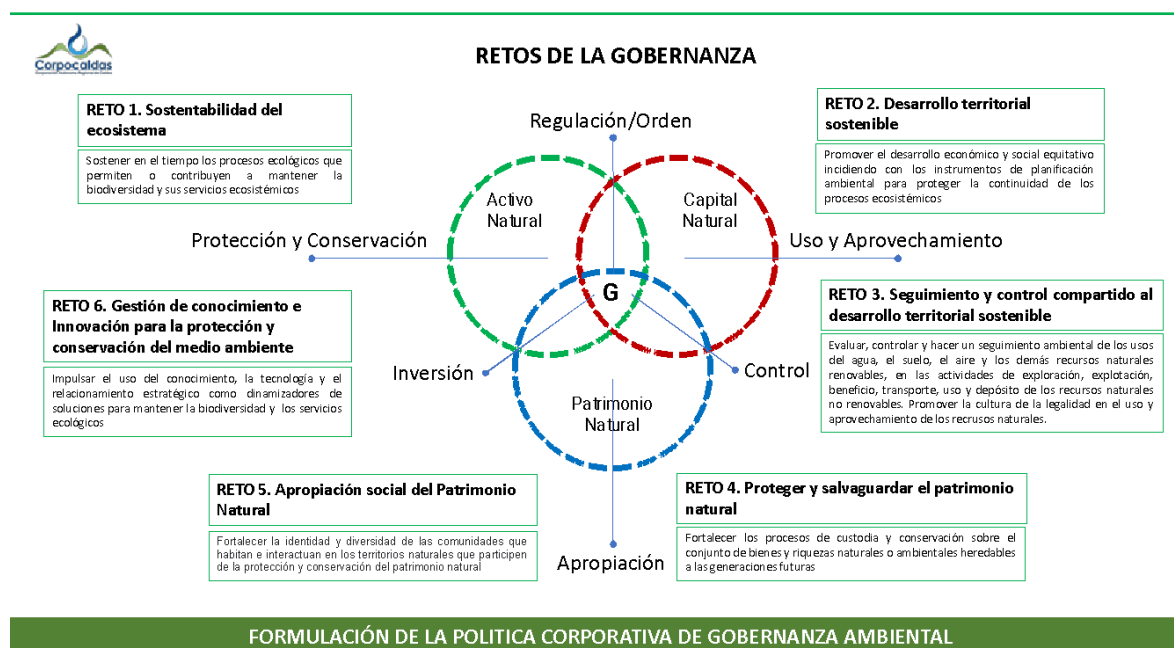 Corpocaldas
RETOS DE LA GOBERNANZA
RETO 1. Sostentabilidad del
ecosistema
Sostener en el tiempo los procesos ecológicos que
permiten o contribuyen a mantener la
biodiversidad y sus servicios ecosistémicos
Regulación/Orden
RETO 2. Desarrollo territorial
sostenible
Promover el desarrollo económico y social equitativo
incidiendo con los instrumentos de planificación
ambiental para proteger la continuidad de los
procesos ecosistémicos
Activo
Natural
Capital
Natural
Protección y Conservación
Uso y Aprovechamiento
G
RETO 6. Gestión de conocimiento e
Innovación para la protección y
conservación del medio ambiente
Impulsar el uso del conocimiento, la tecnología y el
relacionamiento estratégico como dinamizadores de
soluciones para mantener la biodiversidad y los servicios
ecológicos
RETO 3. Seguimiento y control compartido al
desarrollo territorial sostenible
Evaluar, controlar y hacer un seguimiento ambiental de los usos
del agua, el suelo, el aire y los demás recursos naturales
renovables, en las actividades de exploración, explotación,
beneficio, transporte, uso y depósito de los recursos naturales
no renovables. Promover la cultura de la legalidad en el uso y
aprovechamiento de los recrusos naturales.
Inversión
Control
Patrimonio
Natural
RETO 5. Apropiación social del Patrimonio
Natural
Fortalecer la identidad y diversidad de las comunidades que
habitan e interactuan en los territorios naturales que participen
de la protección y conservación del patrimonio natural
RETO 4. Proteger y salvaguardar el patrimonio
natural
Fortalecer los procesos de custodia y conservación sobre el
conjunto de bienes y riquezas naturales o ambientales heredables
a las generaciones futuras
Apropiación
FORMULACIÓN DE LA POLITICA CORPORATIVA DE GOBERNANZA AMBIENTAL